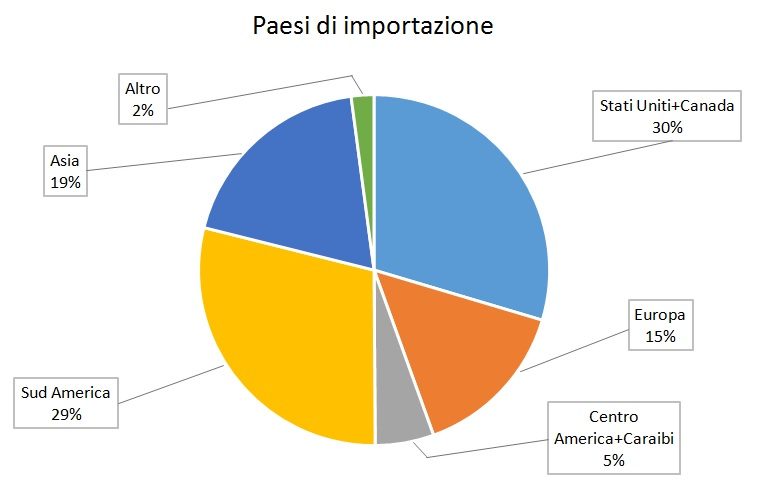 Paesi di importazione
Altro
2%
Stati Uniti+Canada
30%
Asia
19%
Europa
15%
Sud America
29%
Centro
America+Caraibi
5%